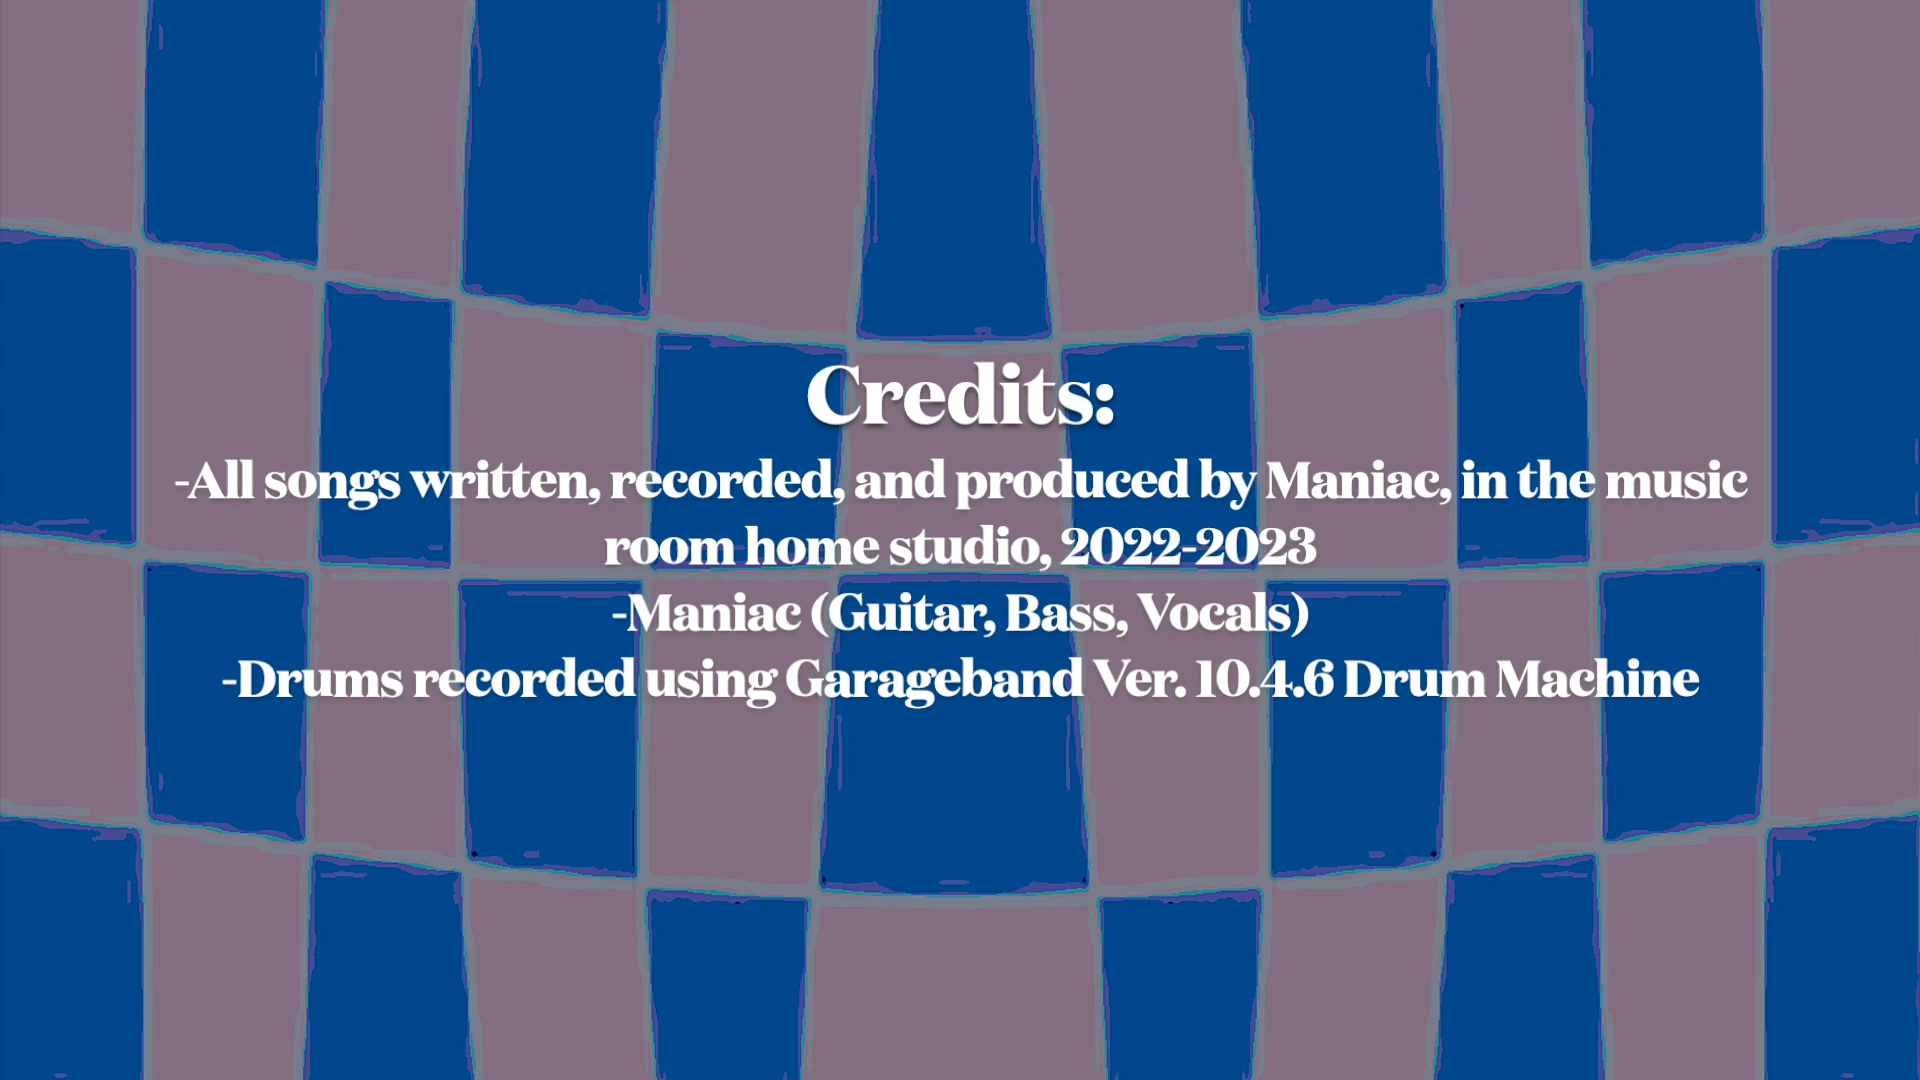 Credits:
-All songs written, recorded, and produced by Maniac, in the music
room home studio, 2022-2023
-Maniac (Guitar, Bass, Vocals)
-Drums recorded using Garageband Ver. 10.4.6 Drum Machine